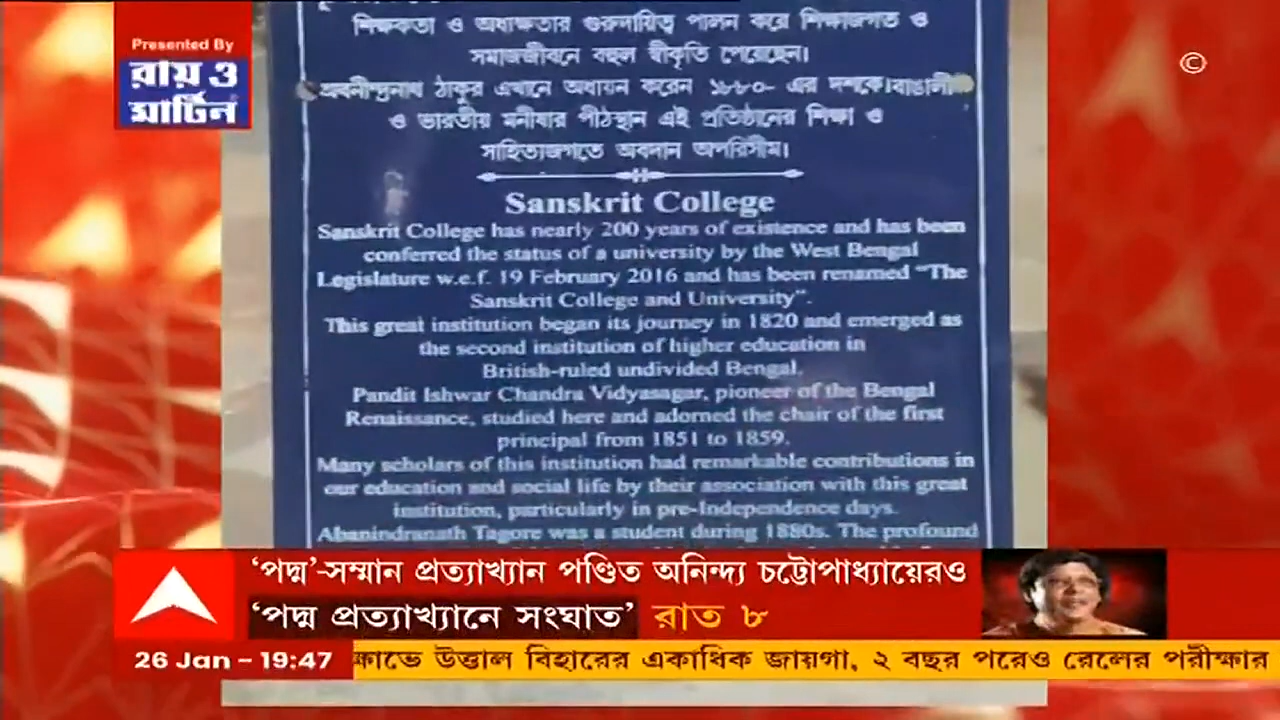 Presented By
রায় ও
মার্টিন
©
শিক্ষকতা ও অধ্যক্ষতার গুরুদায়িত্ব পালন করে শিক্ষাজগত ও
সমাজজীবনে বহুল স্বীকৃতি পেয়েছেন।
অবনীন্দ্রনাথ ঠাকুর এখানে অধ্যয়ন করেন ১৮৮০- এর দশকে।বাঙালী
ও ভারতীয় মনীষার পীঠস্থান এই প্রতিষ্ঠানের শিক্ষা ও
সাহিত্যজগতে অবদান অপরিসীম।
Sanskrit College
Sanskrit College has nearly 200 years of existence and has been
conferred the status of a university by the West Bengal
Legislature w.e.f. 19 February 2016 and has been renamed “The
Sanskrit College and University”.
This great institution began its journey in 1820 and emerged as
the second institution of higher education in
British-ruled undivided Bengal.
Pandit Ishwar Chandra Vidyasagar, pioneer of the Bengal
Renaissance, studied here and adorned the chair of the first
principal from 1851 to 1859.
Many scholars of this institution had remarkable contributions in
our education and social life by their association with this great
institution, particularly in pre-Independence days.
Abanindranath Tagore was a student during 1880s. The profound
‘পদ্ম’-সম্মান প্রত্যাখ্যান পণ্ডিত অনিন্দ্য চট্টোপাধ্যায়েরও
‘পদ্ম প্রত্যাখ্যানে সংঘাত’ রাত ৮
26 Jan – 19:47
ক্ষোভে উত্তাল বিহারের একাধিক জায়গা, ২ বছর পরেও রেলের পরীক্ষার